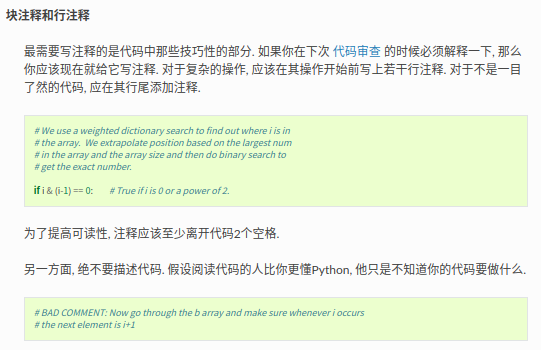 块注释和行注释
最需要写注释的是代码中那些技巧性的部分. 如果你在下次 代码审查 的时候必须解释一下, 那么
你应该现在就给它写注释. 对于复杂的操作, 应该在其操作开始前写上若干行注释. 对于不是一目
了然的代码, 应在其行尾添加注释.
# We use a weighted dictionary search to find out where i is in
# the array.  We extrapolate position based on the largest num
# in the array and the array size and then do binary search to
# get the exact number.
if i & (i-1) == 0:        # True if i is 0 or a power of 2.
为了提高可读性, 注释应该至少离开代码2个空格.
另一方面, 绝不要描述代码. 假设阅读代码的人比你更懂Python, 他只是不知道你的代码要做什么.
# BAD COMMENT: Now go through the b array and make sure whenever i occurs
# the next element is i+1